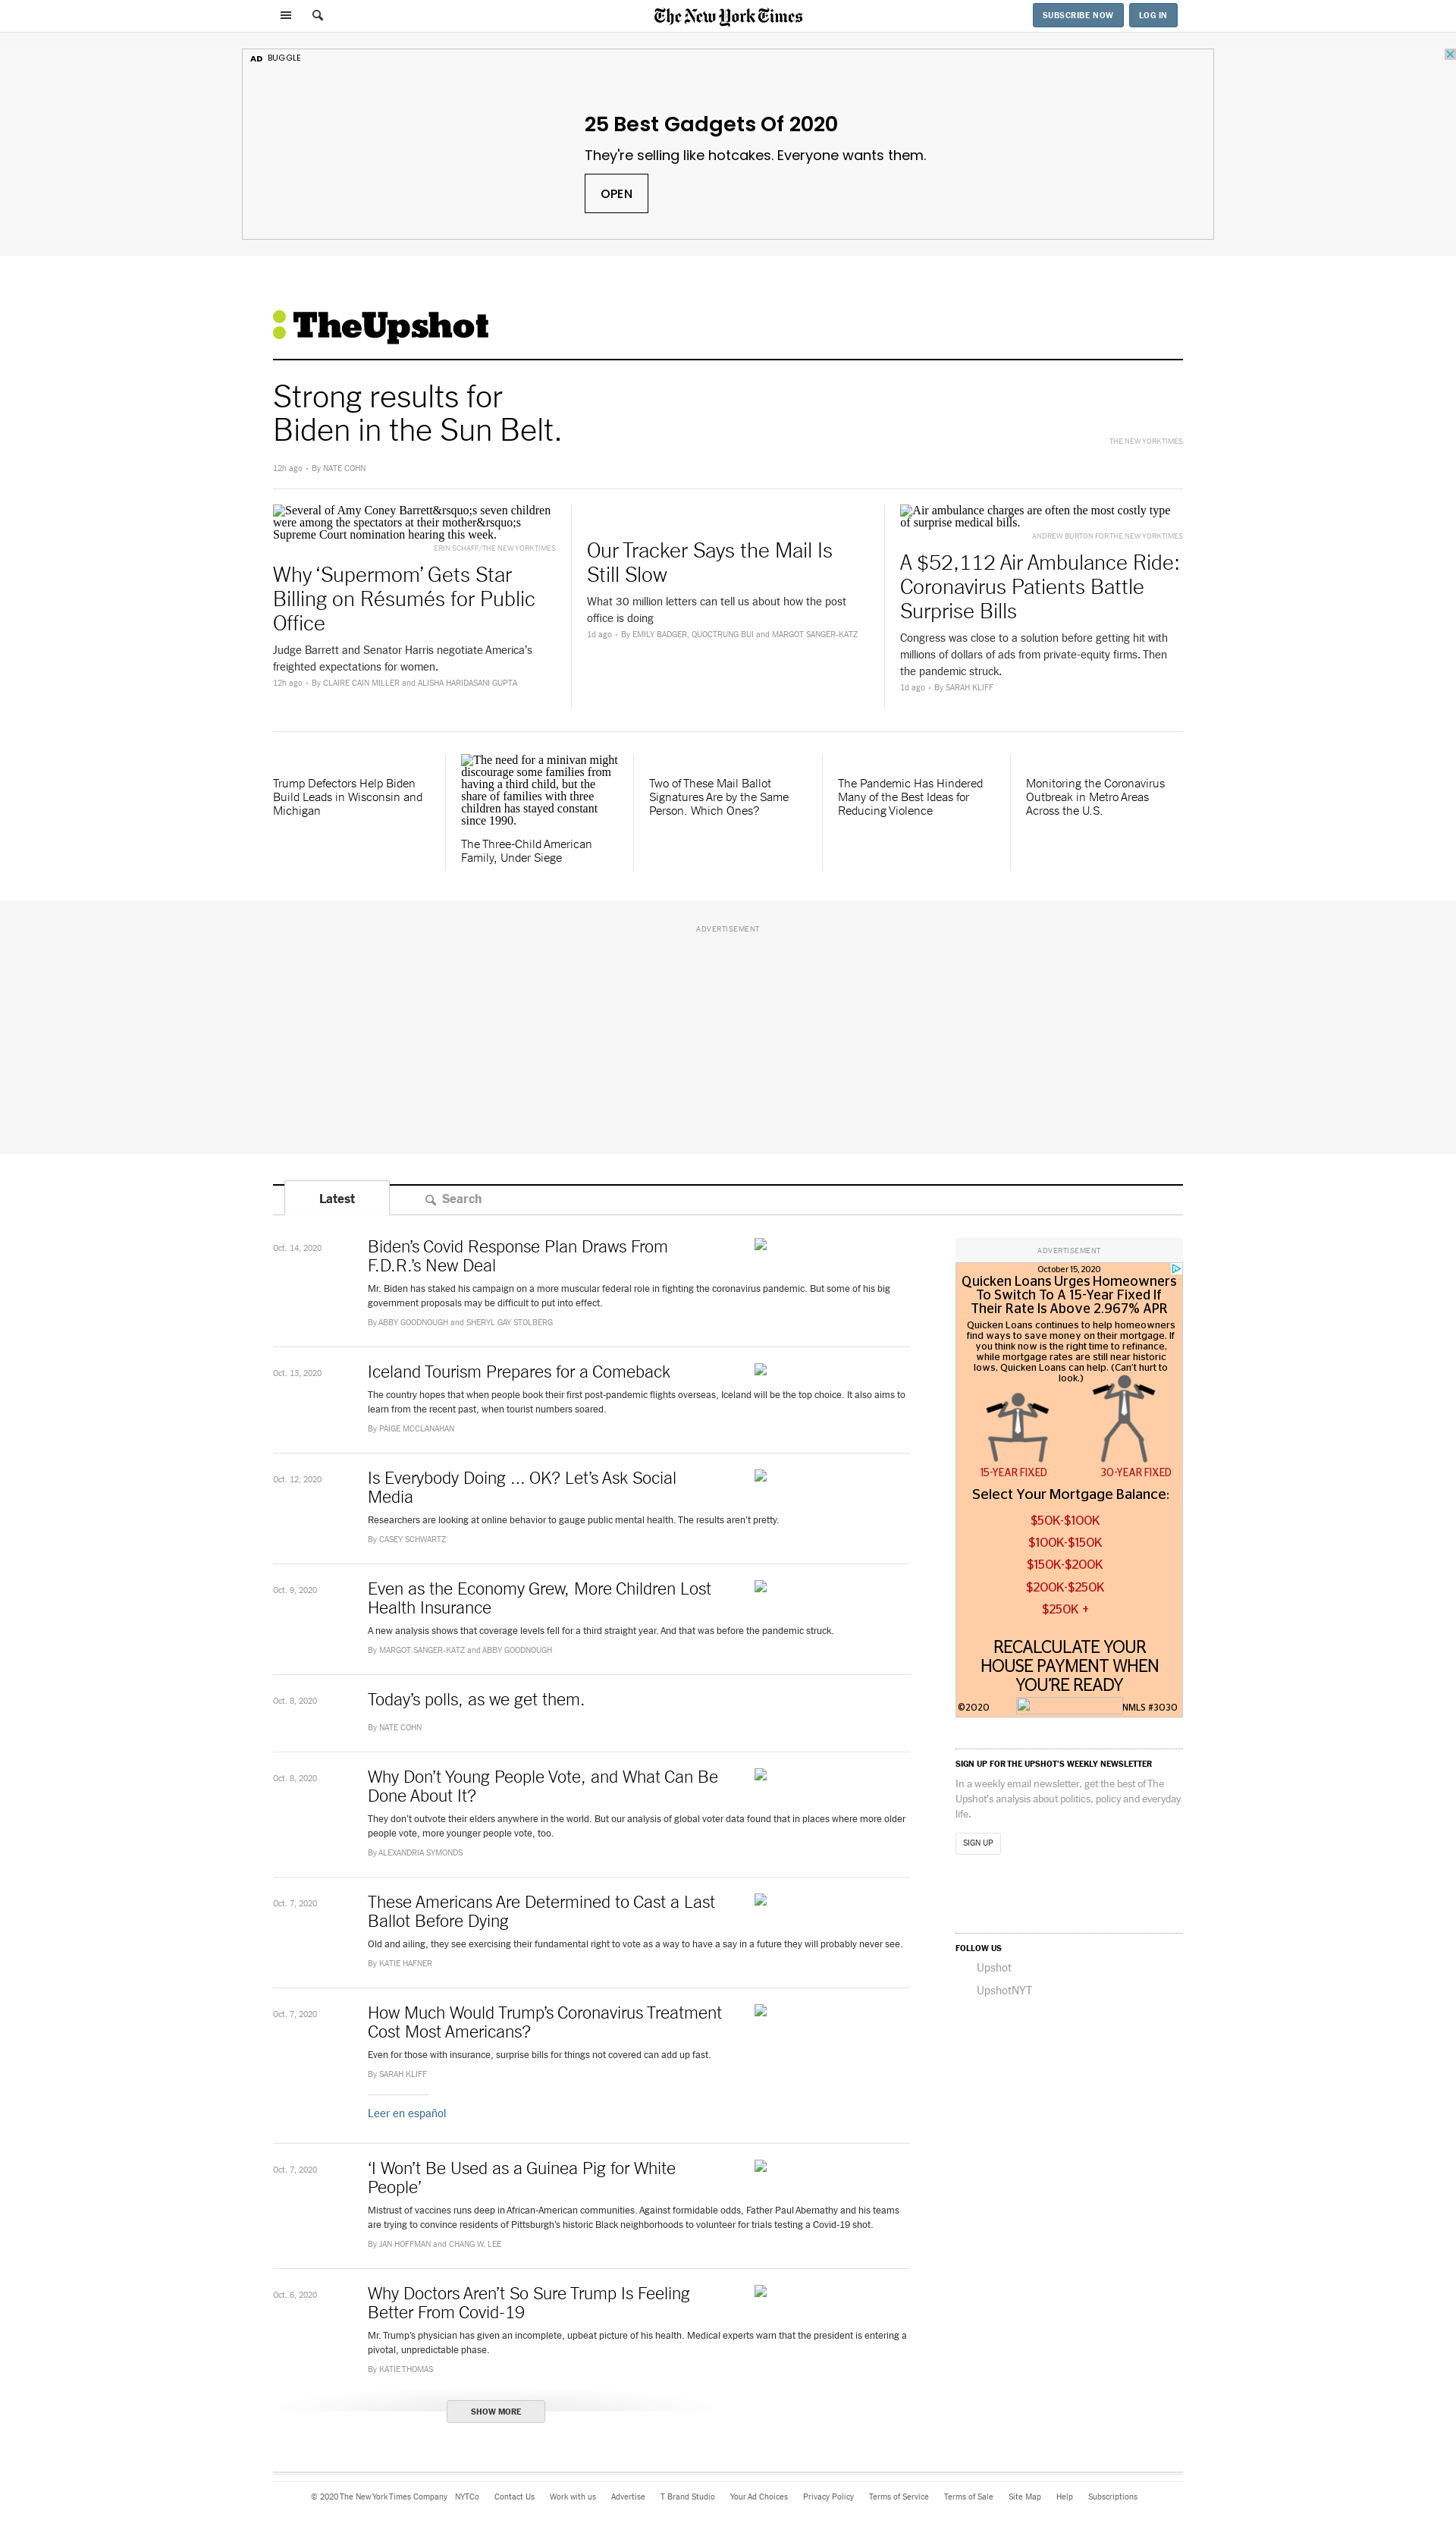 The New York Times
SUBSCRIBE NOW
LOG IN
AD BUGGLE
25 Best Gadgets Of 2020
They're selling like hotcakes. Everyone wants them.
OPEN
TheUpshot
Strong results for
Biden in the Sun Belt.
THE NEW YORK TIMES
12h ago • By NATE COHN
Several of Amy Coney Barrett&rsquo;s seven children
were among the spectators at their mother&rsquo;s
Supreme Court nomination hearing this week.
ERIN SCHAFF/THE NEW YORK TIMES
Why ‘Supermom’ Gets Star
Billing on Résumés for Public
Office
Judge Barrett and Senator Harris negotiate America’s
freighted expectations for women.
12h ago • By CLAIRE CAIN MILLER and ALISHA HARIDASANI GUPTA
Our Tracker Says the Mail Is
Still Slow
What 30 million letters can tell us about how the post
office is doing
1d ago • By EMILY BADGER, QUOCTRUNG BUI and MARGOT SANGER-KATZ
Air ambulance charges are often the most costly type
of surprise medical bills.
ANDREW BURTON FOR THE NEW YORK TIMES
A $52,112 Air Ambulance Ride:
Coronavirus Patients Battle
Surprise Bills
Congress was close to a solution before getting hit with
millions of dollars of ads from private-equity firms. Then
the pandemic struck.
1d ago • By SARAH KLIFF
Trump Defectors Help Biden
Build Leads in Wisconsin and
Michigan
The need for a minivan might
discourage some families from
having a third child, but the
share of families with three
children has stayed constant
since 1990.
The Three-Child American
Family, Under Siege
Two of These Mail Ballot
Signatures Are by the Same
Person. Which Ones?
The Pandemic Has Hindered
Many of the Best Ideas for
Reducing Violence
Monitoring the Coronavirus
Outbreak in Metro Areas
Across the U.S.
ADVERTISEMENT
Latest
Search
Oct. 14, 2020
Biden’s Covid Response Plan Draws From
F.D.R.’s New Deal
Mr. Biden has staked his campaign on a more muscular federal role in fighting the coronavirus pandemic. But some of his big
government proposals may be difficult to put into effect.
By ABBY GOODNOUGH and SHERYL GAY STOLBERG
Oct. 13, 2020
Iceland Tourism Prepares for a Comeback
The country hopes that when people book their first post-pandemic flights overseas, Iceland will be the top choice. It also aims to
learn from the recent past, when tourist numbers soared.
By PAIGE MCCLANAHAN
Oct. 12, 2020
Is Everybody Doing ... OK? Let’s Ask Social
Media
Researchers are looking at online behavior to gauge public mental health. The results aren’t pretty.
By CASEY SCHWARTZ
Oct. 9, 2020
Even as the Economy Grew, More Children Lost
Health Insurance
A new analysis shows that coverage levels fell for a third straight year. And that was before the pandemic struck.
By MARGOT SANGER-KATZ and ABBY GOODNOUGH
Oct. 8, 2020
Today’s polls, as we get them.
By NATE COHN
Oct. 8, 2020
Why Don’t Young People Vote, and What Can Be
Done About It?
They don’t outvote their elders anywhere in the world. But our analysis of global voter data found that in places where more older
people vote, more younger people vote, too.
By ALEXANDRIA SYMONDS
Oct. 7, 2020
These Americans Are Determined to Cast a Last
Ballot Before Dying
Old and ailing, they see exercising their fundamental right to vote as a way to have a say in a future they will probably never see.
By KATIE HAFNER
Oct. 7, 2020
How Much Would Trump’s Coronavirus Treatment
Cost Most Americans?
Even for those with insurance, surprise bills for things not covered can add up fast.
By SARAH KLIFF
Leer en español
Oct. 7, 2020
‘I Won’t Be Used as a Guinea Pig for White
People’
Mistrust of vaccines runs deep in African-American communities. Against formidable odds, Father Paul Abernathy and his teams
are trying to convince residents of Pittsburgh’s historic Black neighborhoods to volunteer for trials testing a Covid-19 shot.
By JAN HOFFMAN and CHANG W. LEE
Oct. 6, 2020
Why Doctors Aren’t So Sure Trump Is Feeling
Better From Covid-19
Mr. Trump’s physician has given an incomplete, upbeat picture of his health. Medical experts warn that the president is entering a
pivotal, unpredictable phase.
By KATIE THOMAS
SHOW MORE
ADVERTISEMENT
October 15, 2020
Quicken Loans Urges Homeowners
To Switch To A 15-Year Fixed If
Their Rate Is Above 2.967% APR
Quicken Loans continues to help homeowners
find ways to save money on their mortgage. If
you think now is the right time to refinance,
while mortgage rates are still near historic
lows, Quicken Loans can help. (Can't hurt to
look.)
15-YEAR FIXED
30-YEAR FIXED
Select Your Mortgage Balance:
$50K-$100K
$100K-$150K
$150K-$200K
$200K-$250K
$250K +
RECALCULATE YOUR
HOUSE PAYMENT WHEN
YOU'RE READY
©2020
NMLS #3030
SIGN UP FOR THE UPSHOT'S WEEKLY NEWSLETTER
In a weekly email newsletter, get the best of The
Upshot's analysis about politics, policy and everyday
life.
SIGN UP
FOLLOW US
Upshot
UpshotNYT
© 2020 The New York Times Company NYTCo Contact Us Work with us Advertise T Brand Studio Your Ad Choices Privacy Policy Terms of Service Terms of Sale Site Map Help Subscriptions